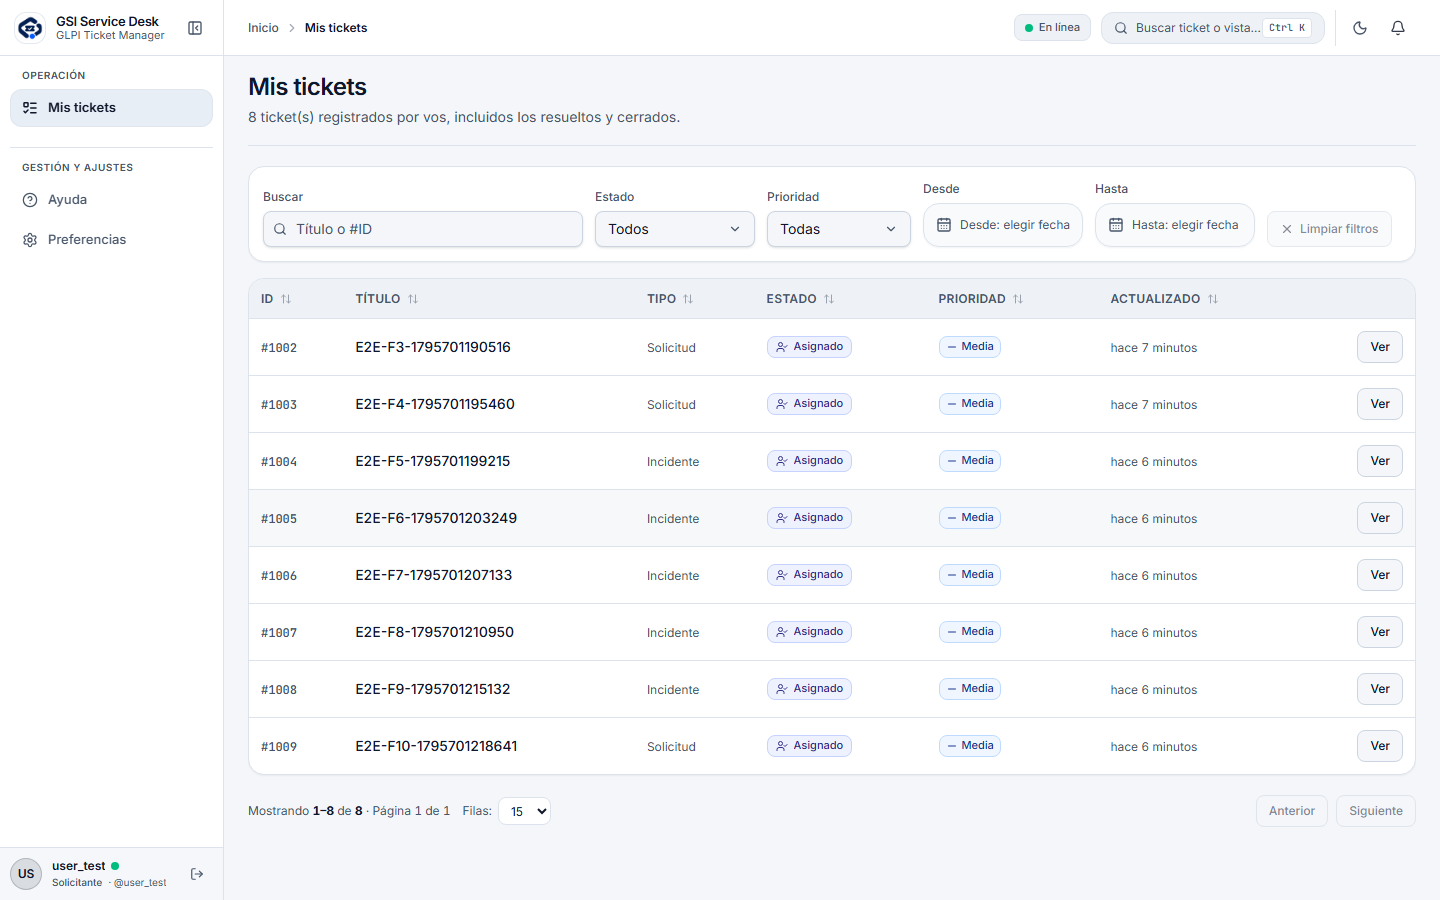 GSI Service Desk
GLPI Ticket Manager
Inicio > Mis tickets
En línea
Buscar ticket o vista... Ctrl K
OPERACIÓN
Mis tickets
GESTIÓN Y AJUSTES
Ayuda
Preferencias
Mis tickets
8 ticket(s) registrados por vos, incluidos los resueltos y cerrados.
Buscar Estado Prioridad Desde Hasta
Título o #ID Todos Todas Desde: elegir fecha Hasta: elegir fecha Limpiar filtros
ID TÍTULO TIPO ESTADO PRIORIDAD ACTUALIZADO
#1002 E2E-F3-1795701190516 Solicitud Asignado Media hace 7 minutos Ver
#1003 E2E-F4-1795701195460 Solicitud Asignado Media hace 7 minutos Ver
#1004 E2E-F5-1795701199215 Incidente Asignado Media hace 6 minutos Ver
#1005 E2E-F6-1795701203249 Incidente Asignado Media hace 6 minutos Ver
#1006 E2E-F7-1795701207133 Incidente Asignado Media hace 6 minutos Ver
#1007 E2E-F8-1795701210950 Incidente Asignado Media hace 6 minutos Ver
#1008 E2E-F9-1795701215132 Incidente Asignado Media hace 6 minutos Ver
#1009 E2E-F10-1795701218641 Solicitud Asignado Media hace 6 minutos Ver
Mostrando 1–8 de 8 · Página 1 de 1 Filas: 15 Anterior Siguiente
US user_test
Solicitante · @user_test